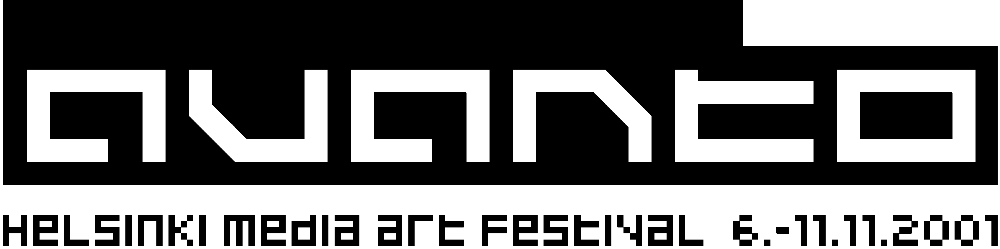 avanto
HELSINKI MEDIA ART FESTIVAL 6.-11.11.2001